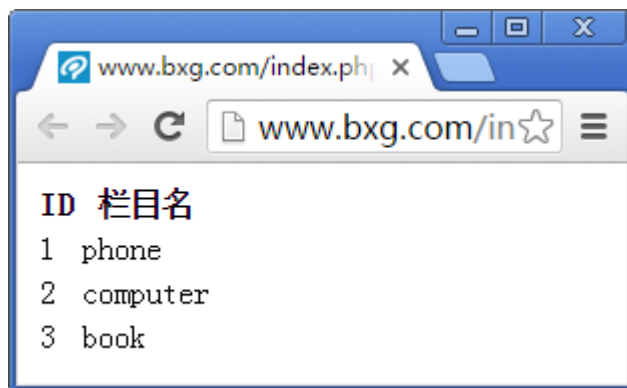 www.bxg.com/index.ph
www.bxg.com/in
ID 栏目名
1 phone
2 computer
3 book